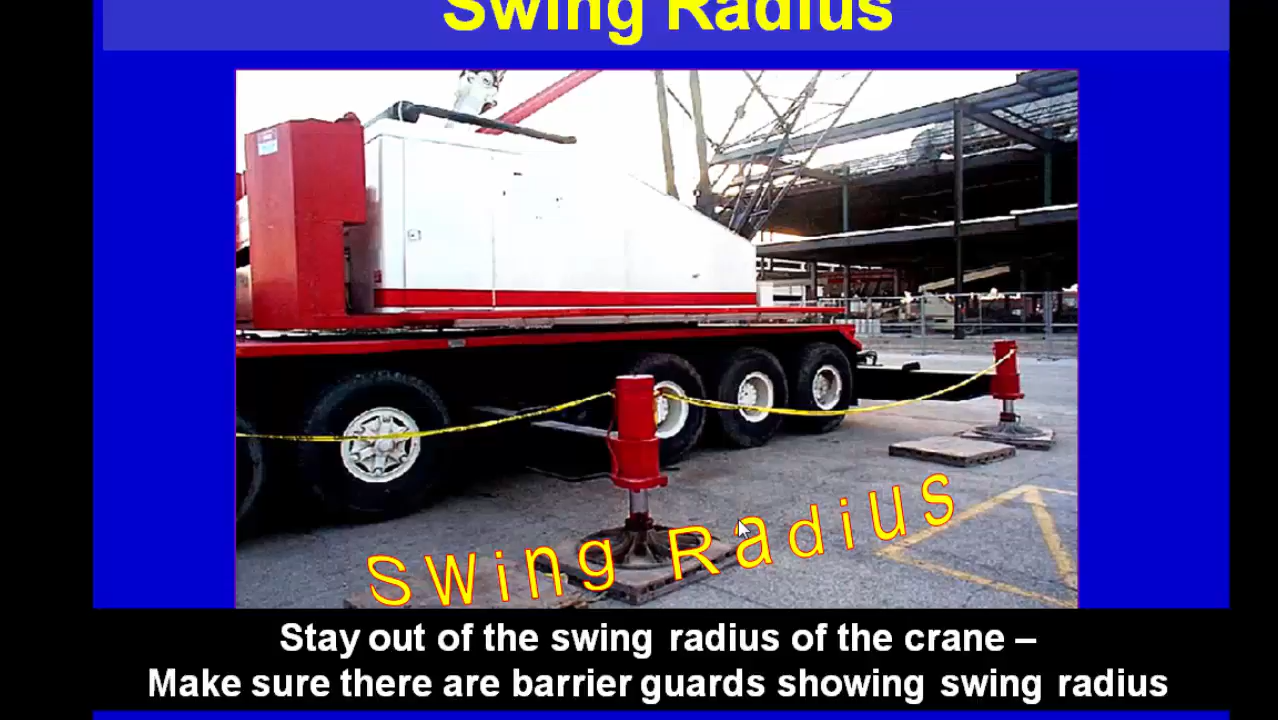 Swing Radius
Swing Radius
Stay out of the swing radius of the crane –
Make sure there are barrier guards showing swing radius